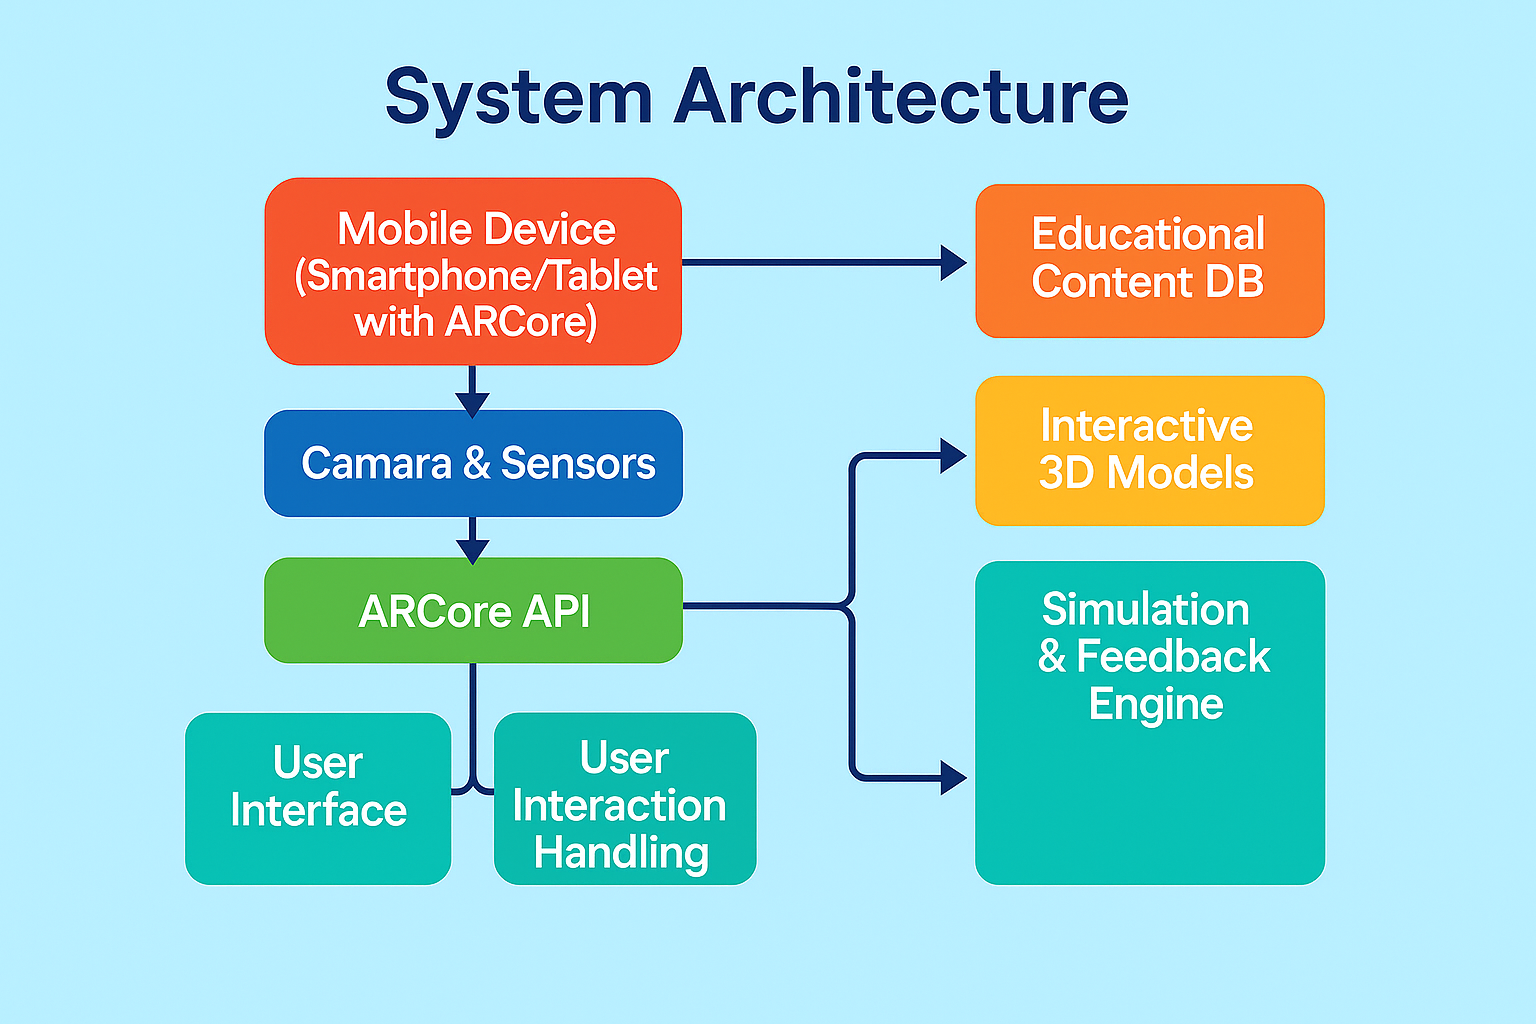 System Architecture
Mobile Device
(Smartphone/Tablet
with ARCore)
Educational
Content DB
Camara & Sensors
Interactive
3D Models
ARCore API
Simulation
& Feedback
Engine
User
Interface
User
Interaction
Handling